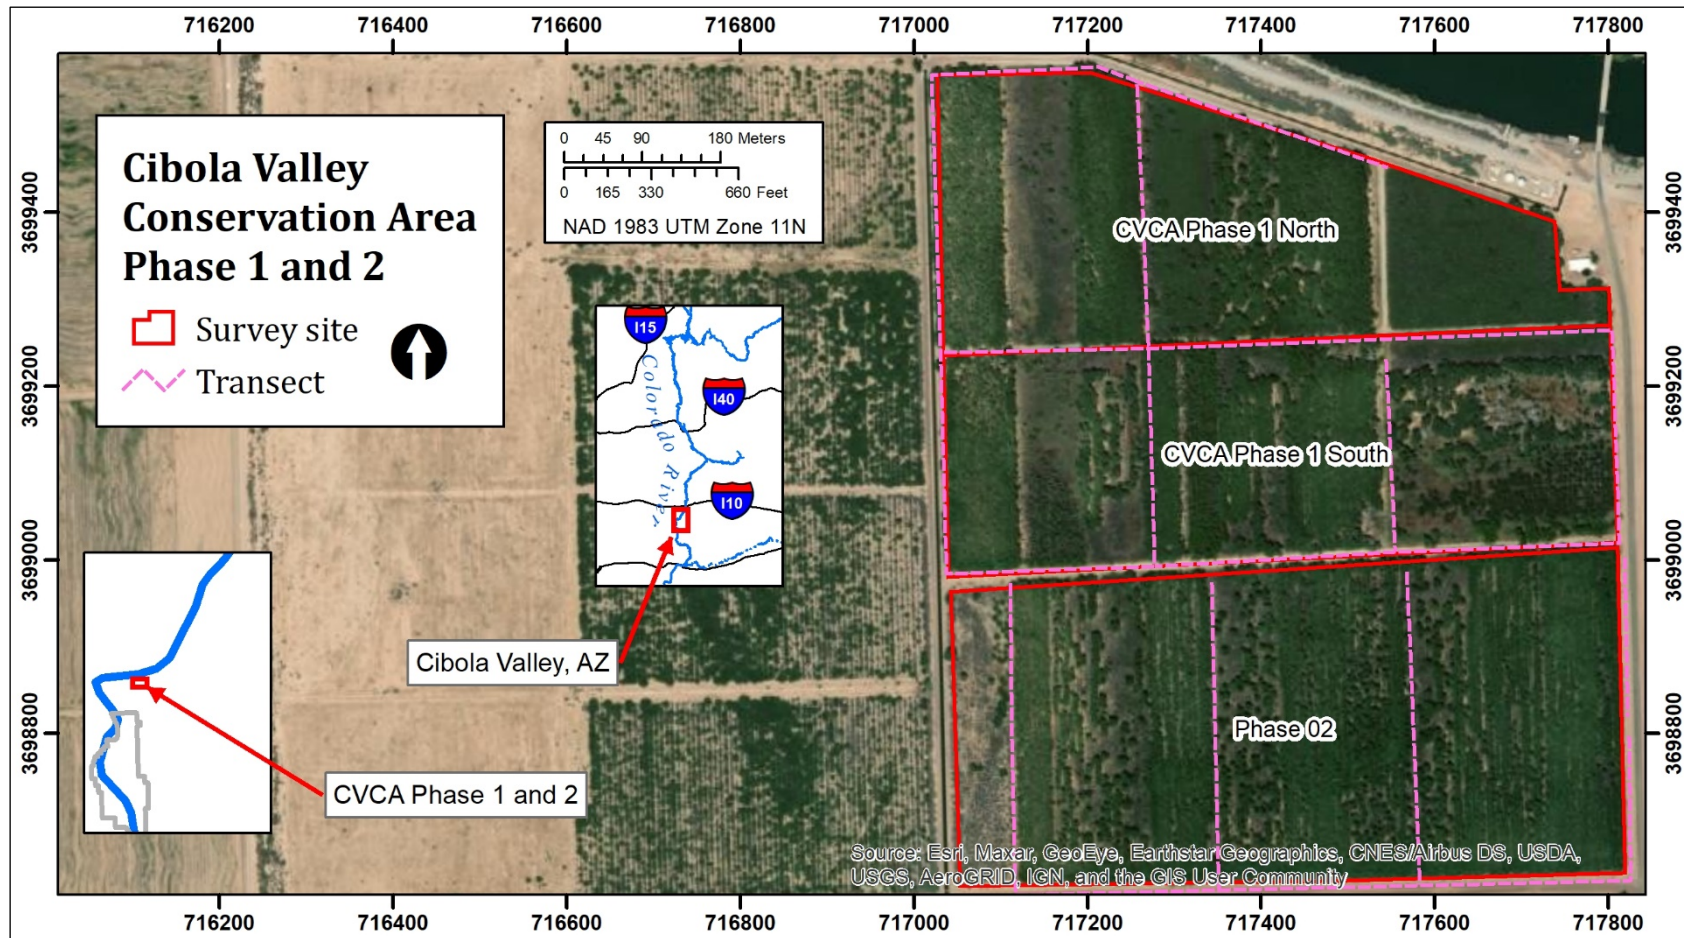 716200 716400 716600 716800 717000 717200 717400 717600 717800
3699400
3699200
3699000
3698800
Cibola Valley
Conservation Area
Phase 1 and 2
Survey site
Transect
0 45 90 180 Meters
0 165 330 660 Feet
NAD 1983 UTM Zone 11N
I15
I40
I10
Colorado River
Cibola Valley, AZ
CVCA Phase 1 and 2
CVCA Phase 1 North
CVCA Phase 1 South
Phase 02
Source: Esri, Maxar, GeoEye, Earthstar Geographics, CNES/Airbus DS, USDA,
USGS, AeroGRID, IGN, and the GIS User Community
3699400
3699200
3699000
3698800
716200 716400 716600 716800 717000 717200 717400 717600 717800